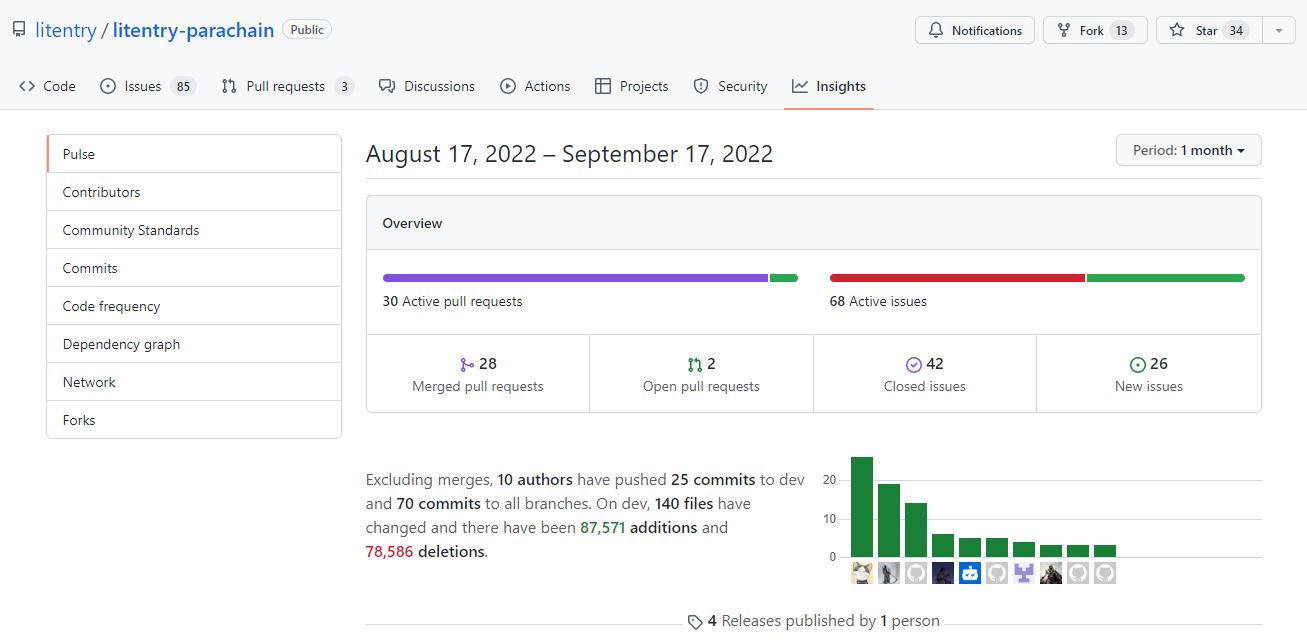 litentry / litentry-parachain Public Notifications Fork 13 Star 34
Code Issues 85 Pull requests 3 Discussions Actions Projects Security Insights
Pulse
Contributors
Community Standards
Commits
Code frequency
Dependency graph
Network
Forks
August 17, 2022 – September 17, 2022
Period: 1 month
Overview
30 Active pull requests
68 Active issues
28
Merged pull requests
2
Open pull requests
42
Closed issues
26
New issues
Excluding merges, 10 authors have pushed 25 commits to dev
and 70 commits to all branches. On dev, 140 files have
changed and there have been 87,571 additions and
78,586 deletions.
20
10
0
4 Releases published by 1 person